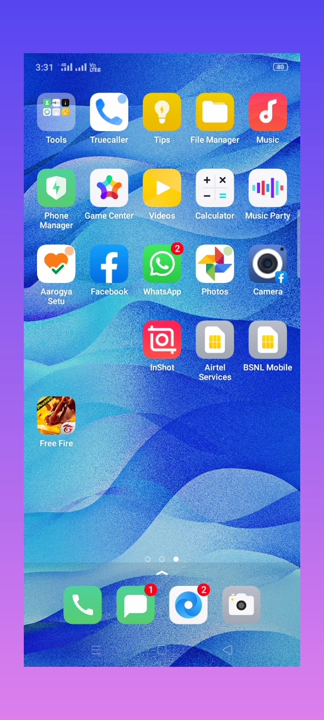 3:31 80
Tools Truecaller Tips File Manager Music
Phone Manager Game Center Videos Calculator Music Party
Aarogya Setu Facebook 2 WhatsApp Photos Camera
InShot Airtel Services BSNL Mobile
Free Fire
1 2